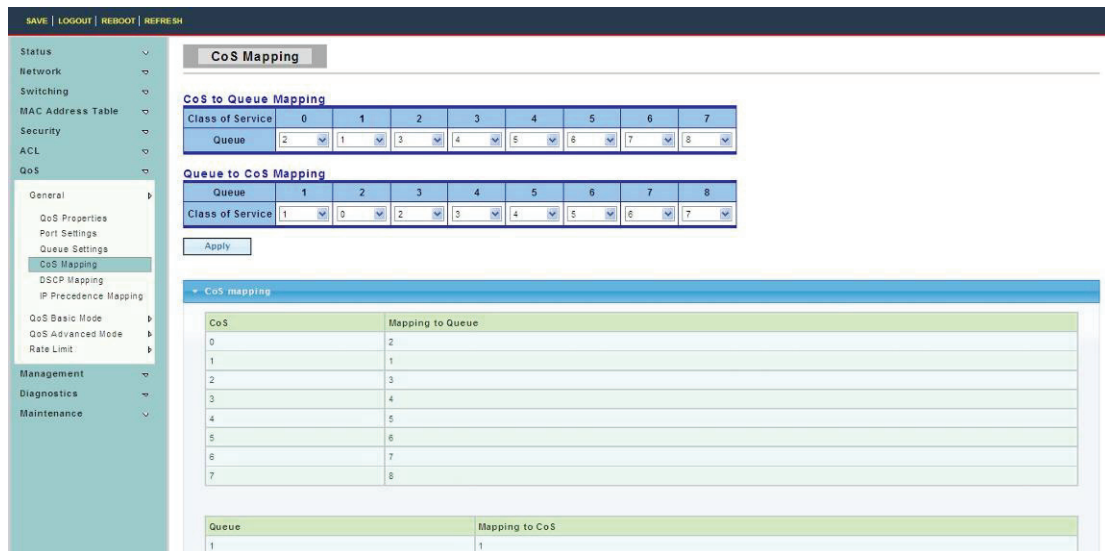 SAVE | LOGOUT | REBOOT | REFRESH
Status
Network
Switching
MAC Address Table
Security
ACL
QoS
General
QoS Properties
Port Settings
Queue Settings
CoS Mapping
DSCP Mapping
IP Precedence Mapping
QoS Basic Mode
QoS Advanced Mode
Rate Limit
Management
Diagnostics
Maintenance
CoS Mapping
CoS to Queue Mapping
Class of Service 0 1 2 3 4 5 6 7
Queue 2 1 3 4 5 6 7 8
Queue to CoS Mapping
Queue 1 2 3 4 5 6 7 8
Class of Service 1 0 2 3 4 5 6 7
Apply
CoS mapping
CoS Mapping to Queue
0 2
1 1
2 3
3 4
4 5
5 6
6 7
7 8
Queue Mapping to CoS
1 1